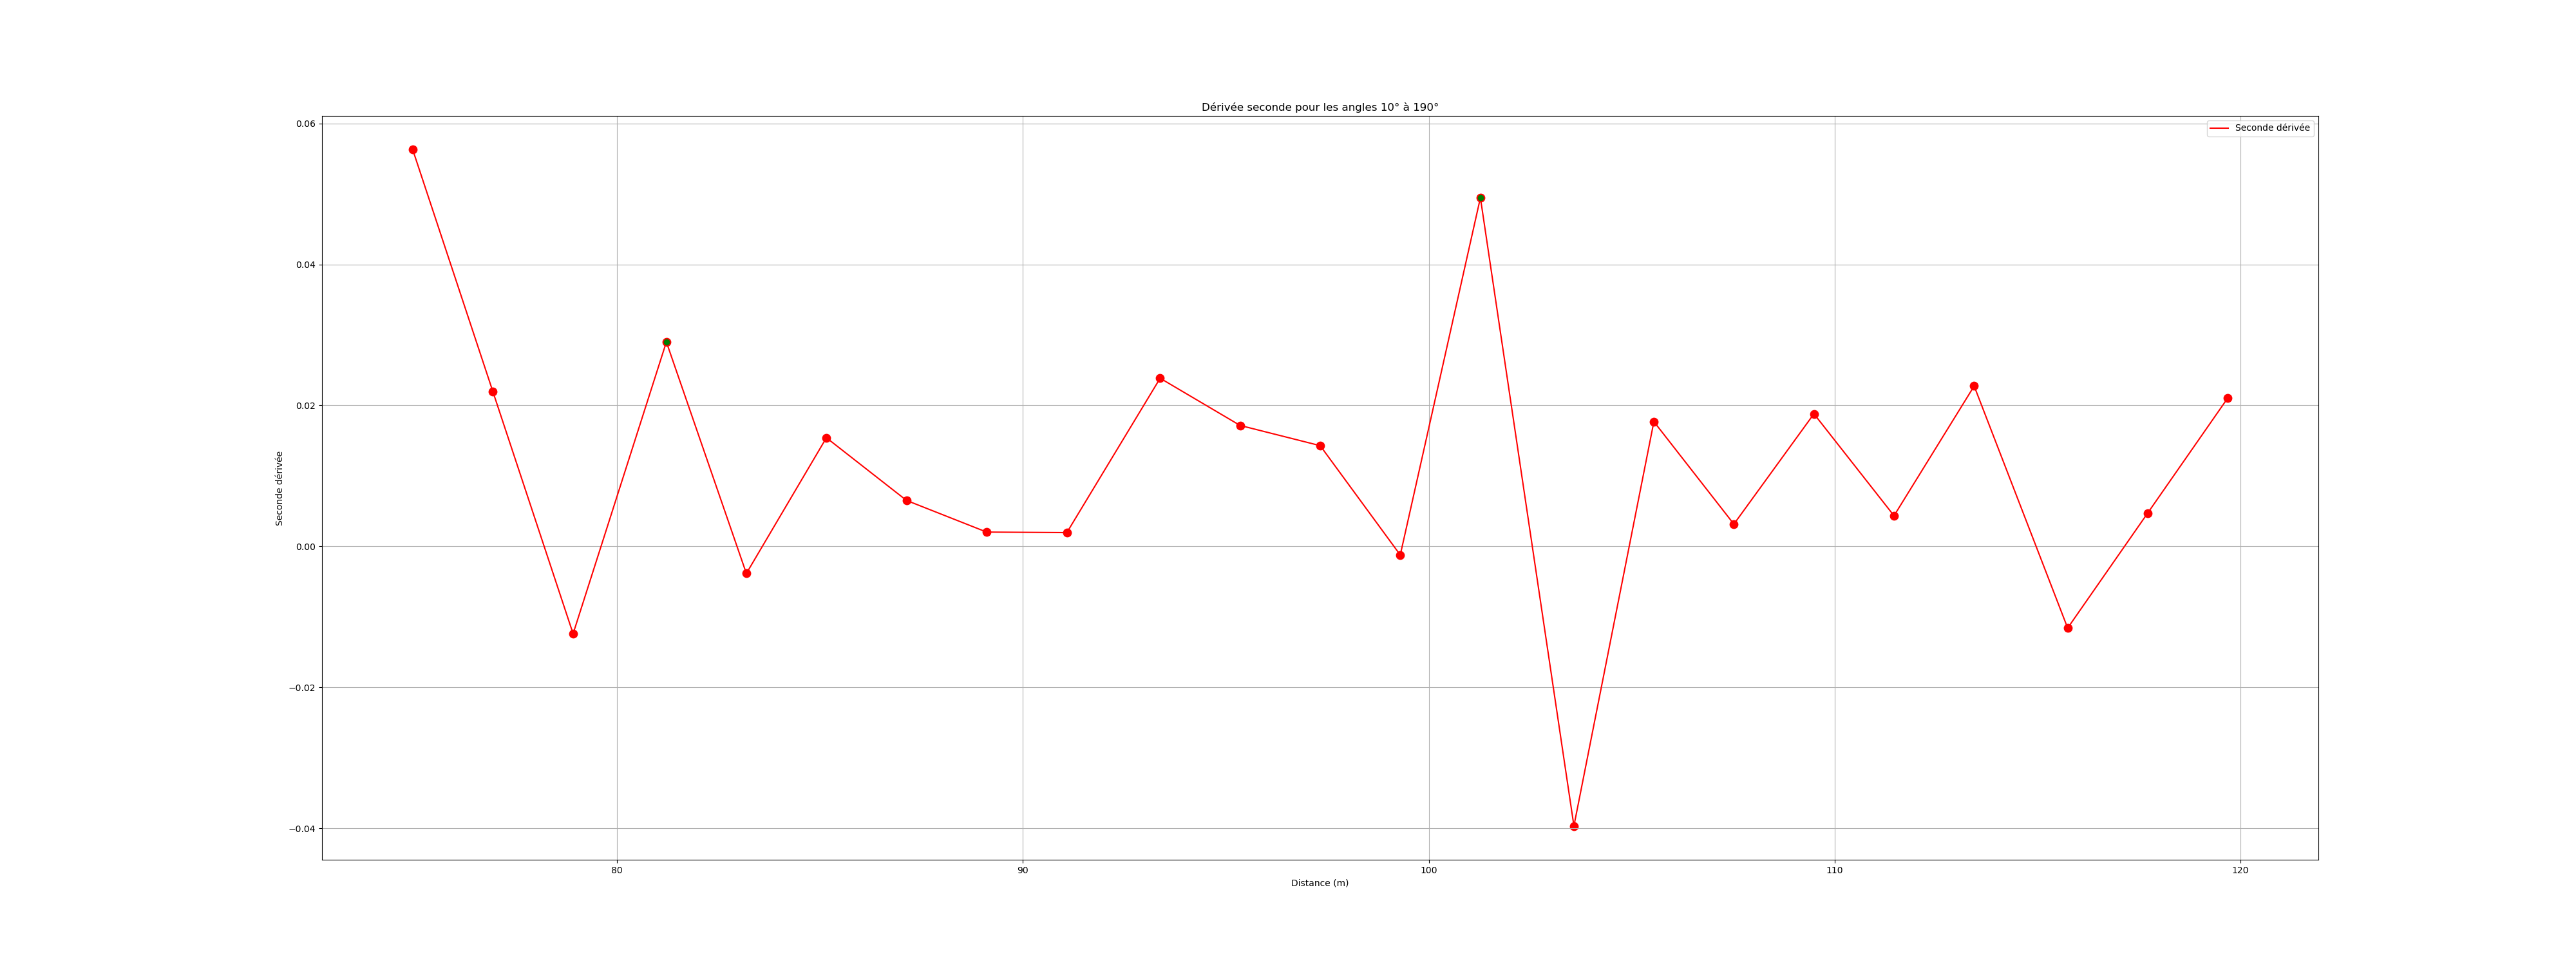 Dérivée seconde pour les angles 10° à 190°
Seconde dérivée
0.06
0.04
0.02
0.00
−0.02
−0.04
Seconde dérivée
80
90
100
110
120
Distance (m)